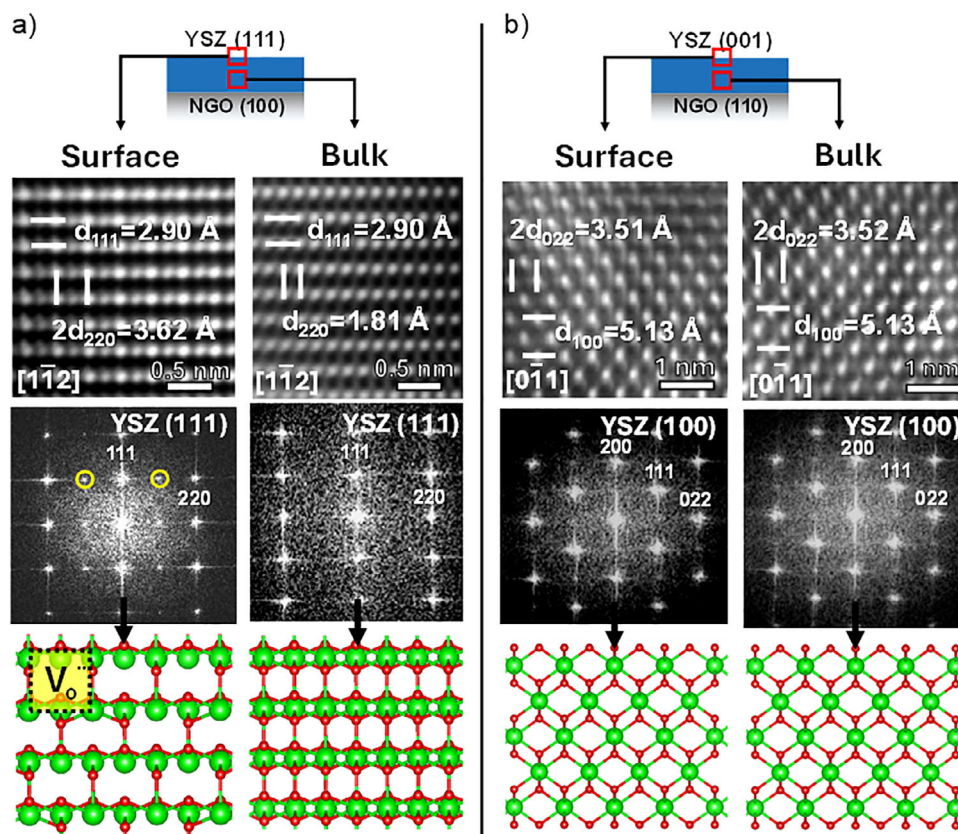 a)
YSZ (111)
NGO (100)
Surface
Bulk
d₁₁₁=2.90 Å
2d₂₂₀=3.62 Å
[11̅2]
0.5 nm
d₁₁₁=2.90 Å
d₂₂₀=1.81 Å
[11̅2]
0.5 nm
YSZ (111)
111
220
YSZ (111)
111
220
Vo¨
b)
YSZ (001)
NGO (110)
Surface
Bulk
2d₀₂₂=3.51 Å
d₁₀₀=5.13 Å
[01̅1]
1 nm
2d₀₂₂=3.52 Å
d₁₀₀=5.13 Å
[01̅1]
1 nm
YSZ (100)
200
111
022
YSZ (100)
200
111
022